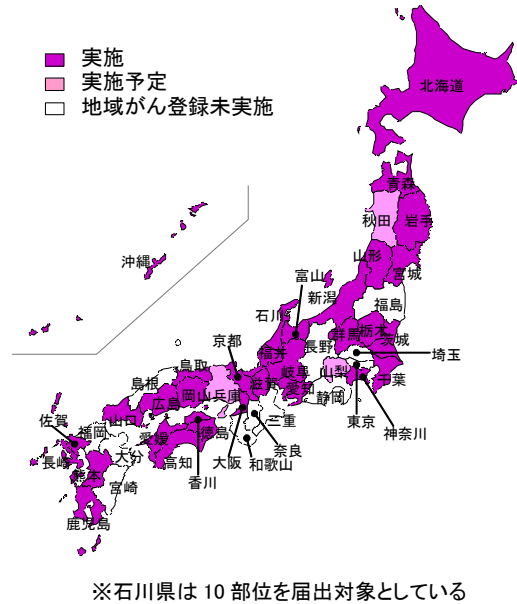 実施
実施予定
地域がん登録未実施
北海道
青森
秋田
岩手
山形
宮城
沖縄
富山
新潟
福島
石川
群馬
栃木
茨城
京都
福井
長野
埼玉
鳥取
滋賀
岐阜
山梨
千葉
島根
岡山
兵庫
愛知
静岡
広島
東京
神奈川
佐賀
福岡
山口
三重
奈良
長崎
大分
愛媛
徳島
大阪
和歌山
熊本
高知
香川
宮崎
鹿児島
※石川県は 10 部位を届出対象としている